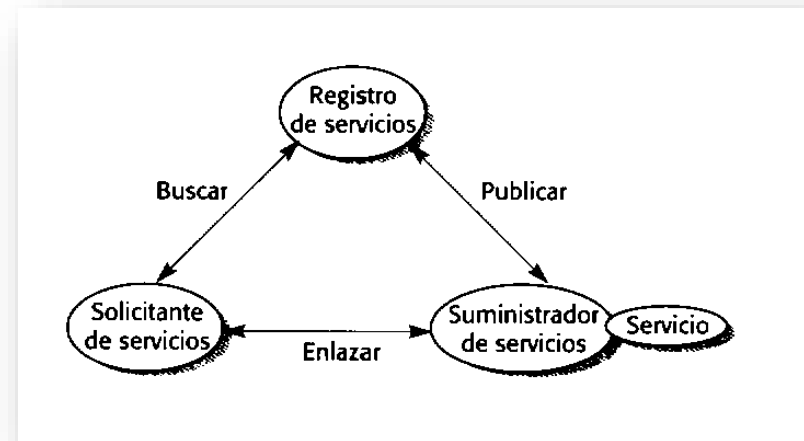 Registro
de servicios
Buscar
Publicar
Solicitante
de servicios
Enlazar
Suministrador
de servicios
Servicio